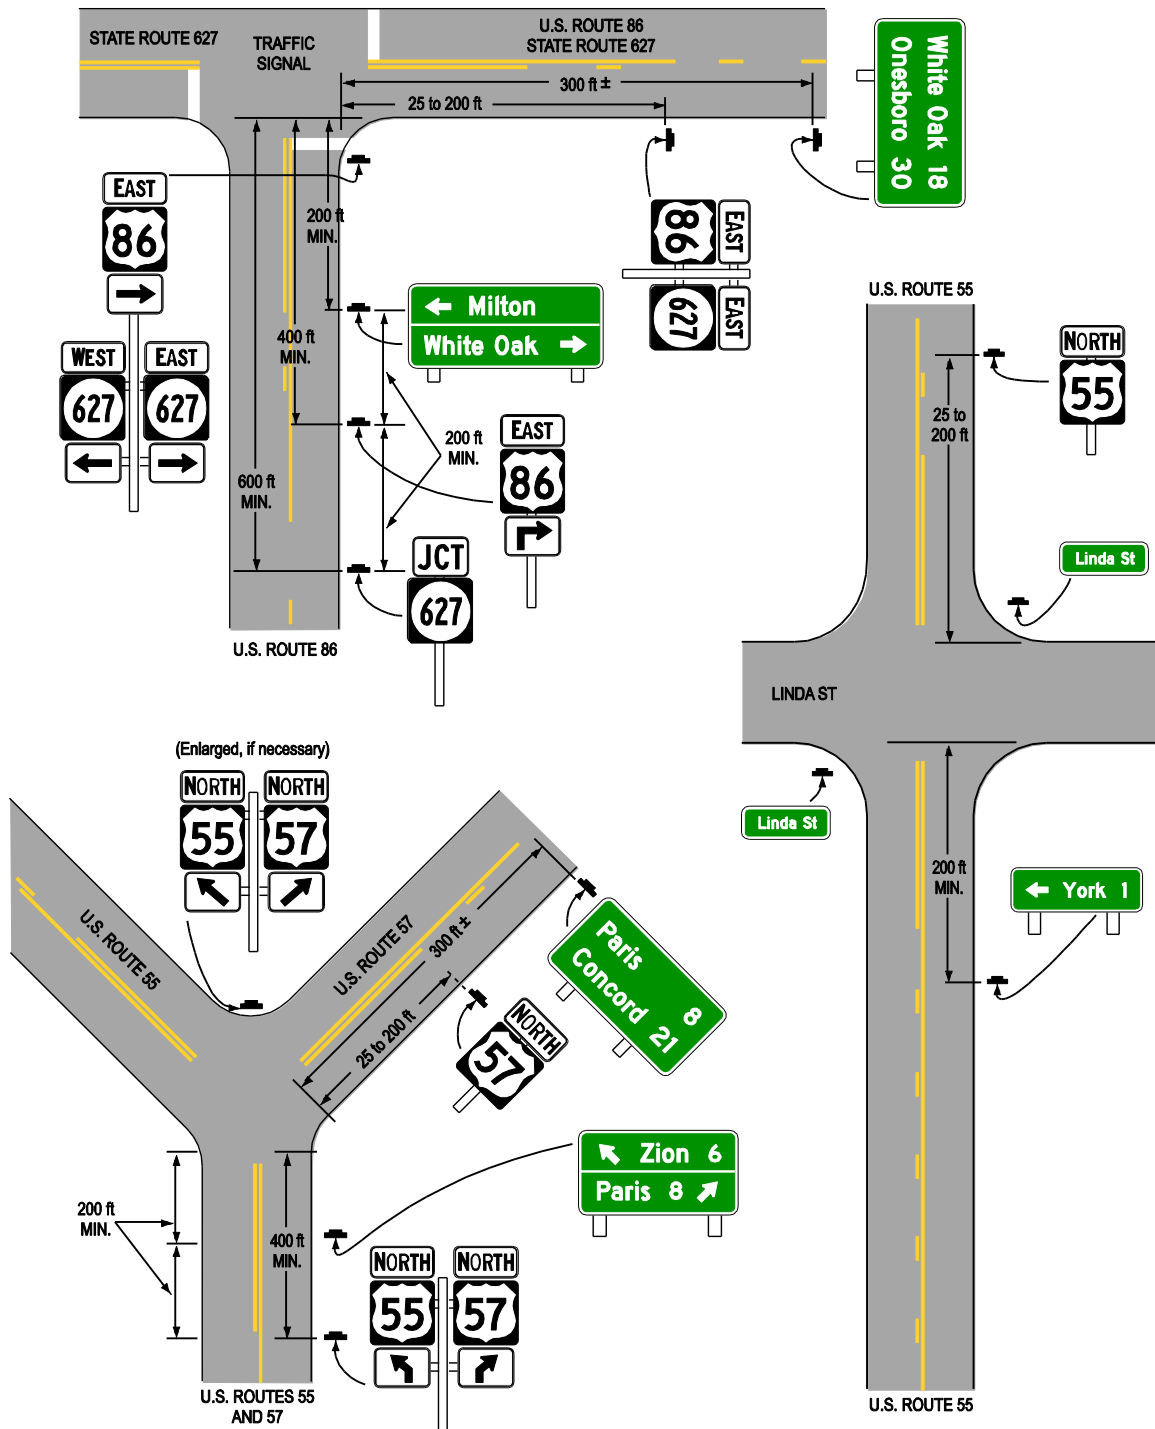 STATE ROUTE 627
TRAFFIC
SIGNAL
U.S. ROUTE 86
STATE ROUTE 627
300 ft ±
25 to 200 ft
White Oak 18
Onesboro 30
EAST
86
WEST
627
EAST
627
200 ft
MIN.
400 ft
MIN.
600 ft
MIN.
Milton
White Oak
EAST
86
EAST
627
200 ft
MIN.
EAST
86
JCT
627
U.S. ROUTE 86
U.S. ROUTE 55
NORTH
55
25 to
200 ft
Linda St
LINDA ST
Linda St
200 ft
MIN.
York 1
U.S. ROUTE 55
(Enlarged, if necessary)
NORTH
55
NORTH
57
U.S. ROUTE 55
U.S. ROUTE 57
300 ft ±
25 to 200 ft
Paris 8
Concord 21
NORTH
57
Zion 6
Paris 8
200 ft
MIN.
400 ft
MIN.
NORTH
55
NORTH
57
U.S. ROUTES 55
AND 57